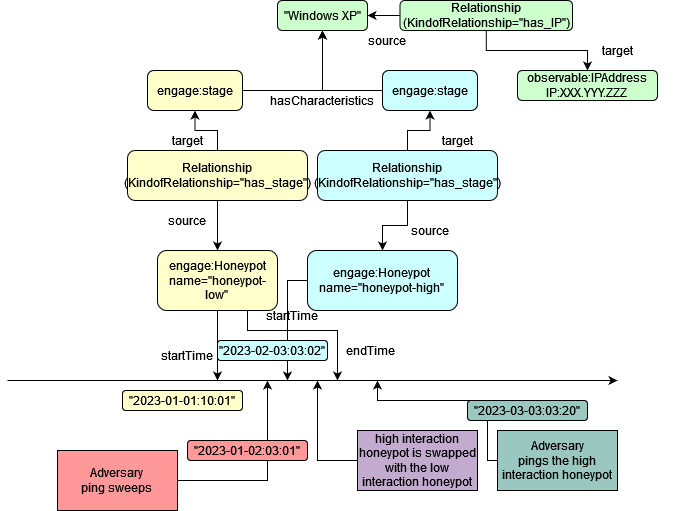 "Windows XP"
Relationship
(KindofRelationship="has_IP")
source
target
observable:IPAddress
IP:XXX.YYY.ZZZ
engage:stage
engage:stage
hasCharacteristics
target
target
Relationship
(KindofRelationship="has_stage")
Relationship
(KindofRelationship="has_stage")
source
source
engage:Honeypot
name="honeypot-
low"
engage:Honeypot
name="honeypot-high"
startTime
startTime
"2023-02-03:03:02"
endTime
"2023-01-01:10:01"
"2023-03-03:03:20"
"2023-01-02:03:01"
Adversary
ping sweeps
high interaction
honeypot is swapped
with the low
interaction honeypot
Adversary
pings the high
interaction honeypot